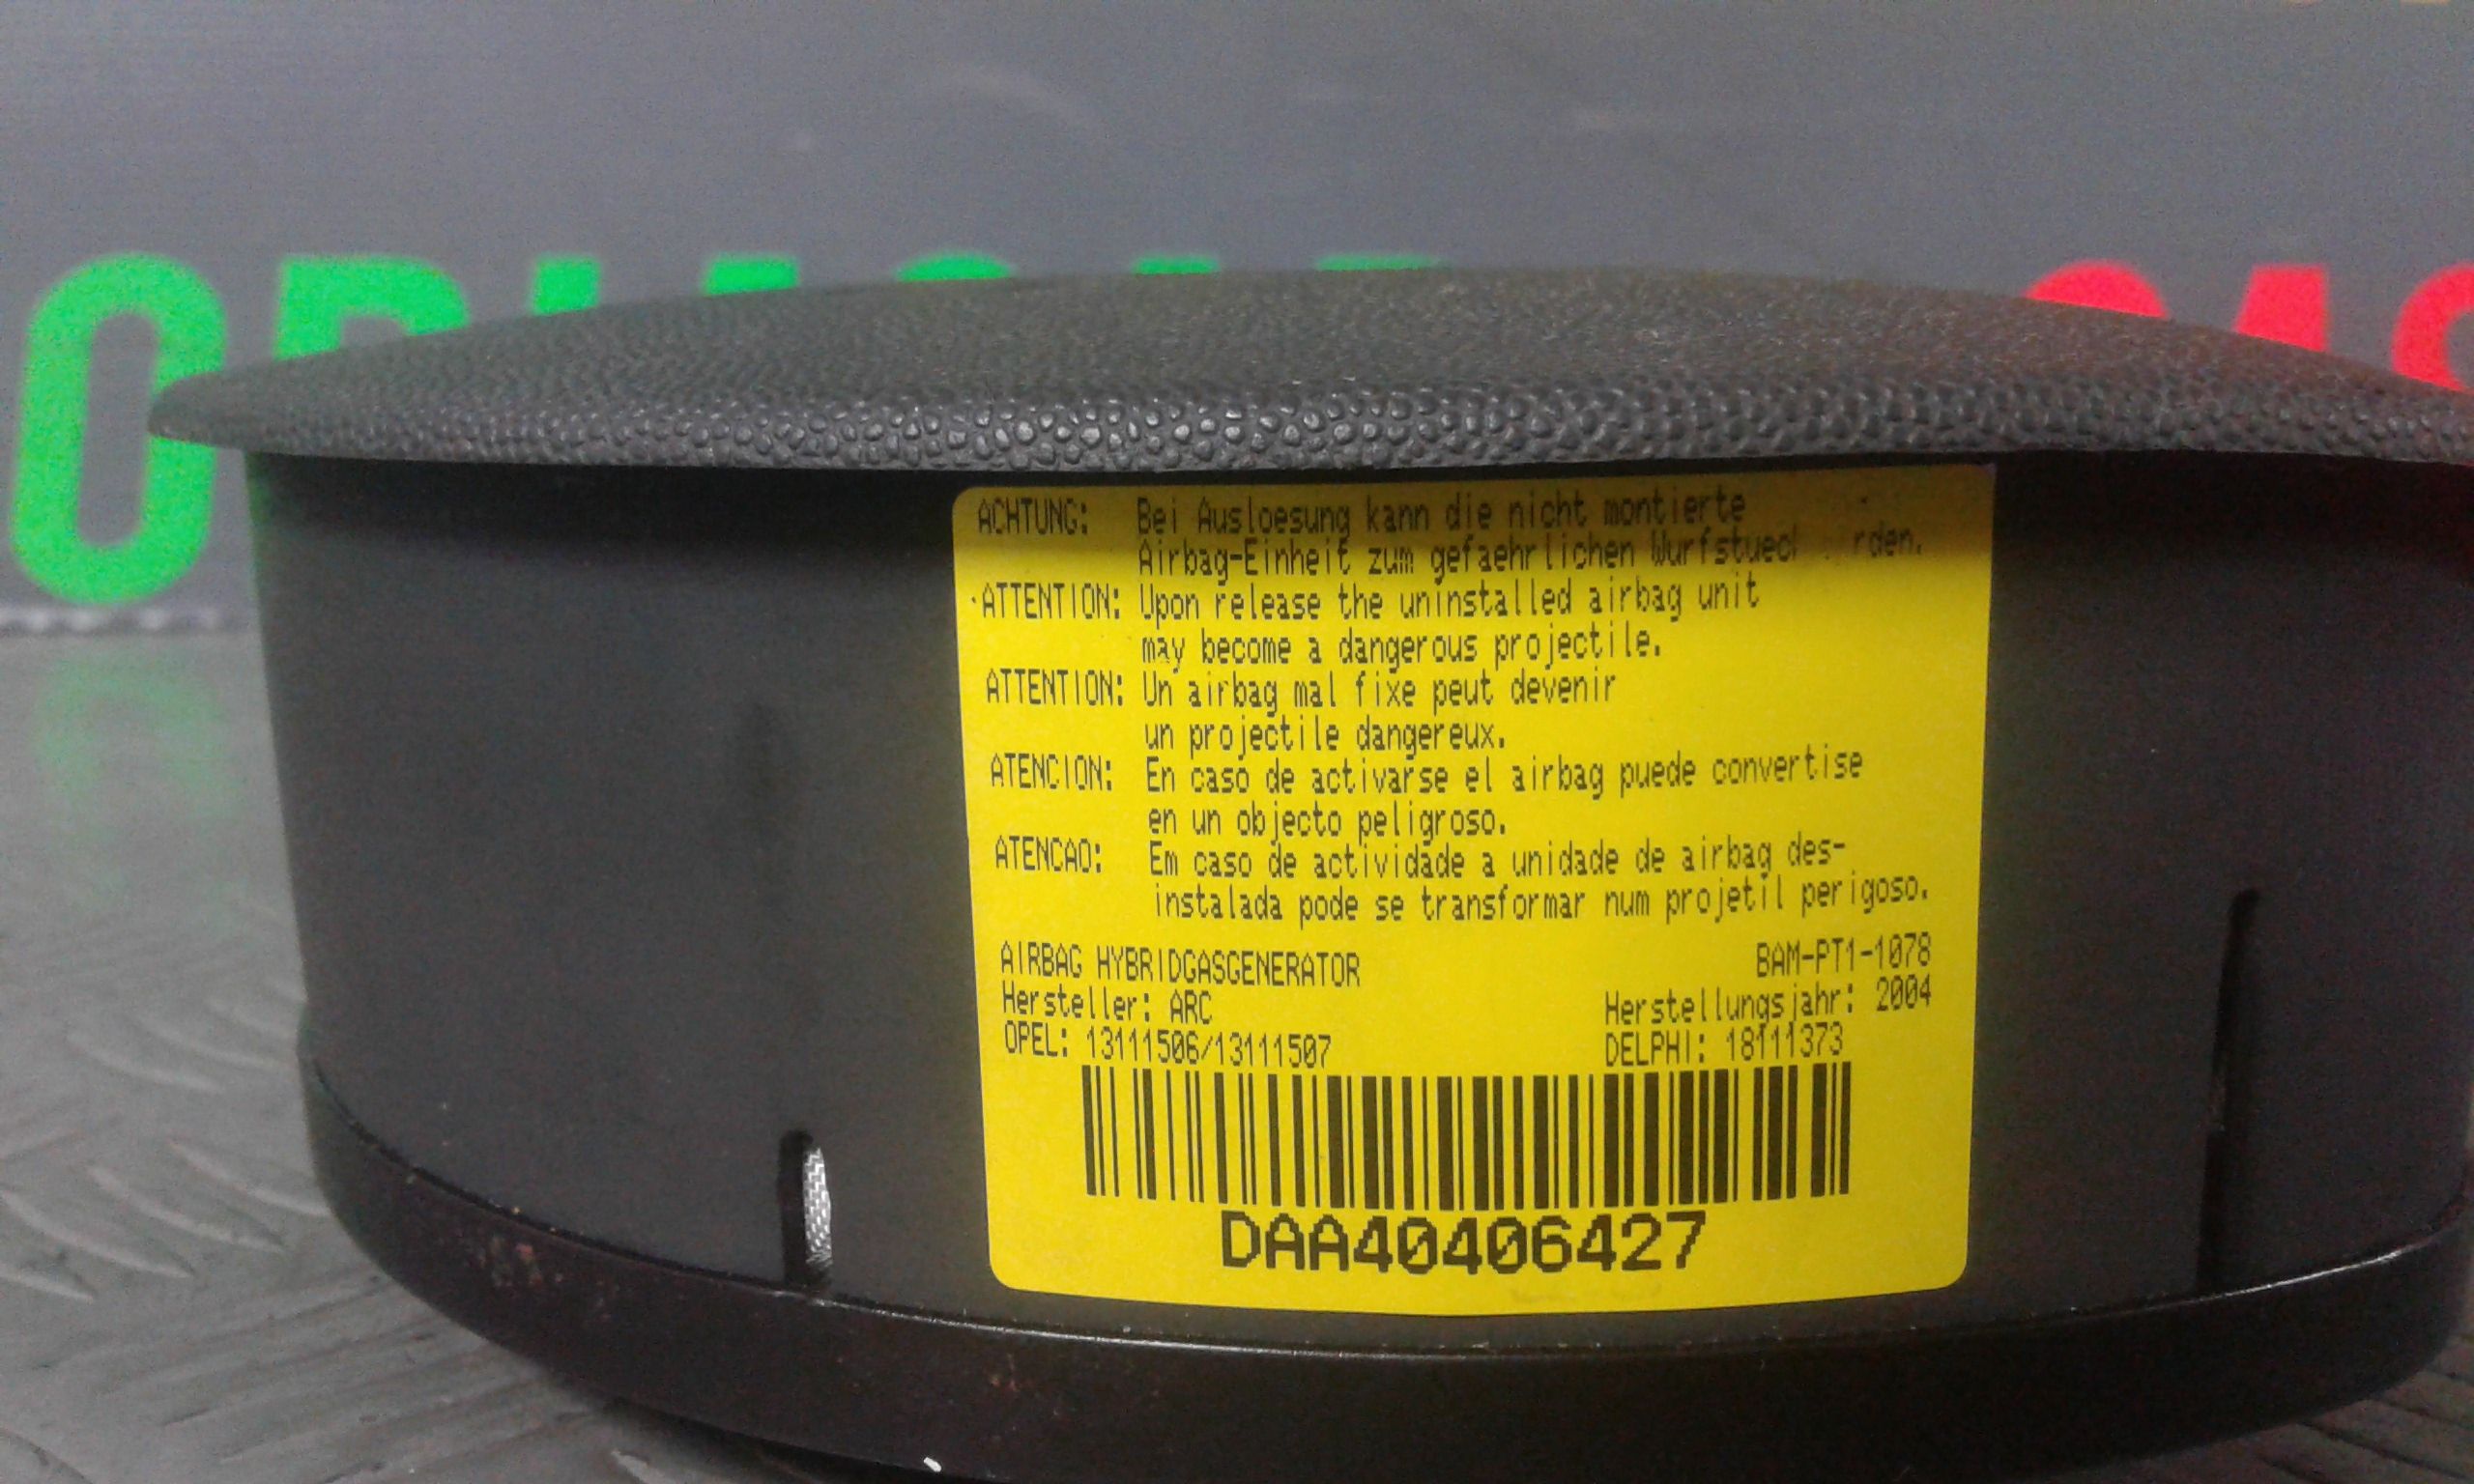 ACHTUNG: Bei Ausloesung kann die nicht montierte
Airbag-Einheit zum gefaehrlichen
ATTENTION: Upon release the uninstalled airbag unit
may become a dangerous projectile.
ATTENTION: Un airbag mal fixe peut devenir
un projectile dangereux.
ATENCION: En caso de activarse el airbag puede convertise
en un objecto peligroso.
ATENCAO: Em caso de actividade a unidade de airbag des-
instalada pode se transformar num projetil perigoso.
AIRBAG HYBRIDGASGENERATOR BAM-PT1-1078
Hersteller: ARC Herstellungsjahr: 2004
OPEL: 13111506/13111507 DELPHI: 18111373
DAA40406427